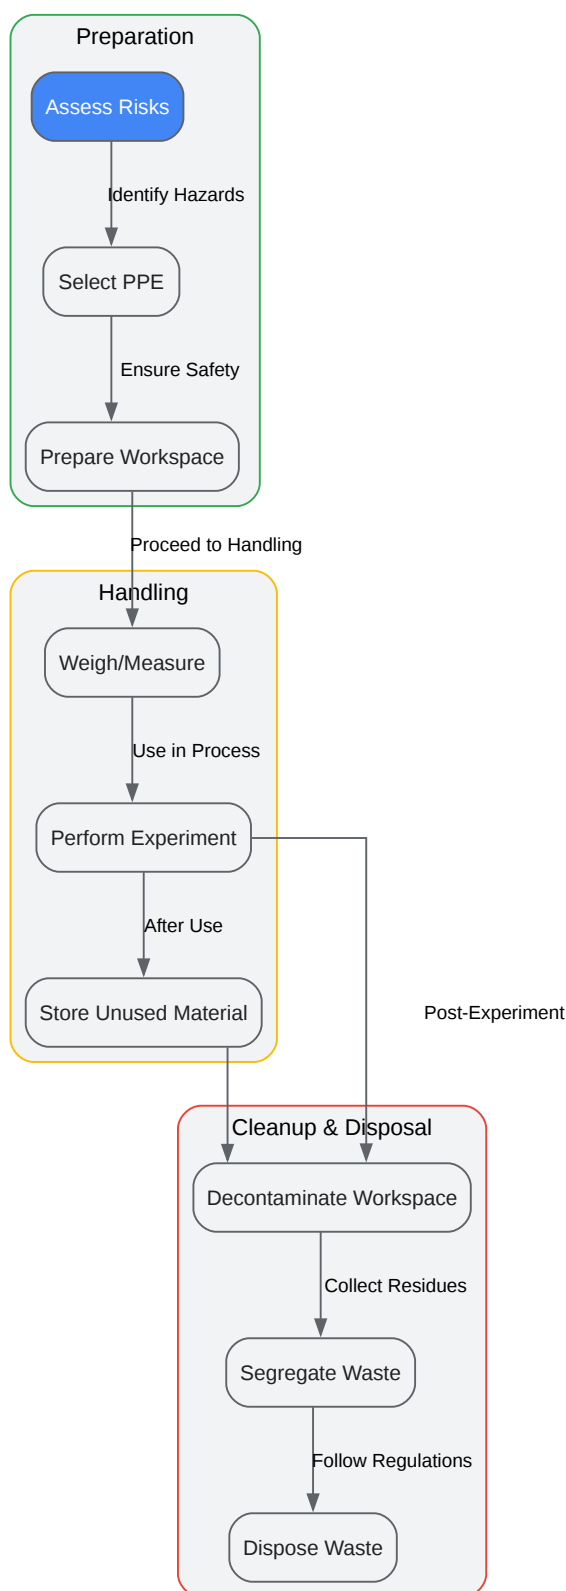 Preparation
Assess Risks
Identify Hazards
Select PPE
Ensure Safety
Prepare Workspace
Proceed to Handling
Handling
Weigh/Measure
Use in Process
Perform Experiment
After Use
Store Unused Material
Post-Experiment
Cleanup & Disposal
Decontaminate Workspace
Collect Residues
Segregate Waste
Follow Regulations
Dispose Waste